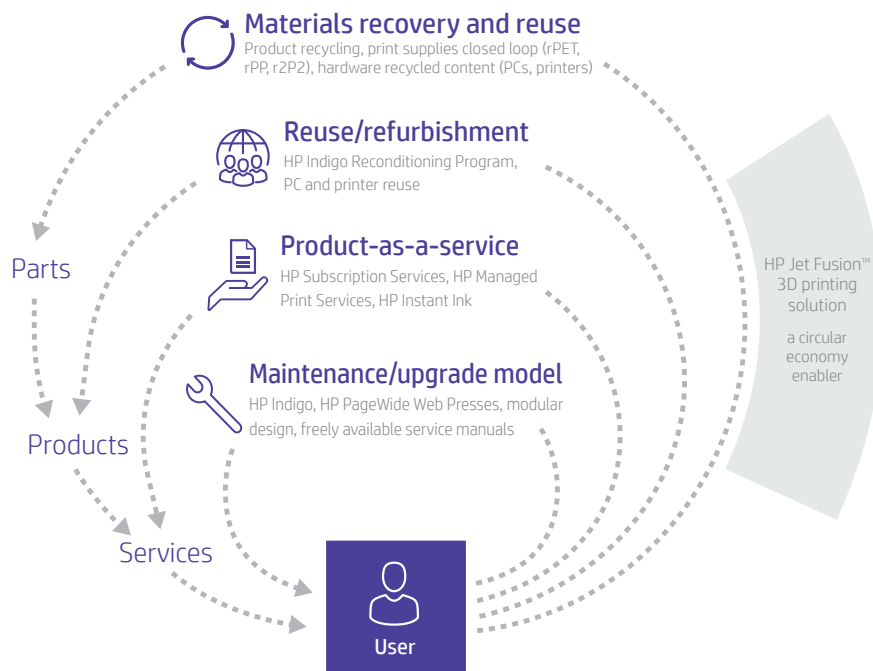 Materials recovery and reuse
Product recycling, print supplies closed loop (rPET,
rPP, r2P2), hardware recycled content (PCs, printers)
Reuse/refurbishment
HP Indigo Reconditioning Program,
PC and printer reuse
Product-as-a-service
HP Subscription Services, HP Managed
Print Services, HP Instant Ink
Maintenance/upgrade model
HP Indigo, HP PageWide Web Presses, modular
design, freely available service manuals
Parts
Products
Services
User
HP Jet Fusion™
3D printing
solution
a circular
economy
enabler